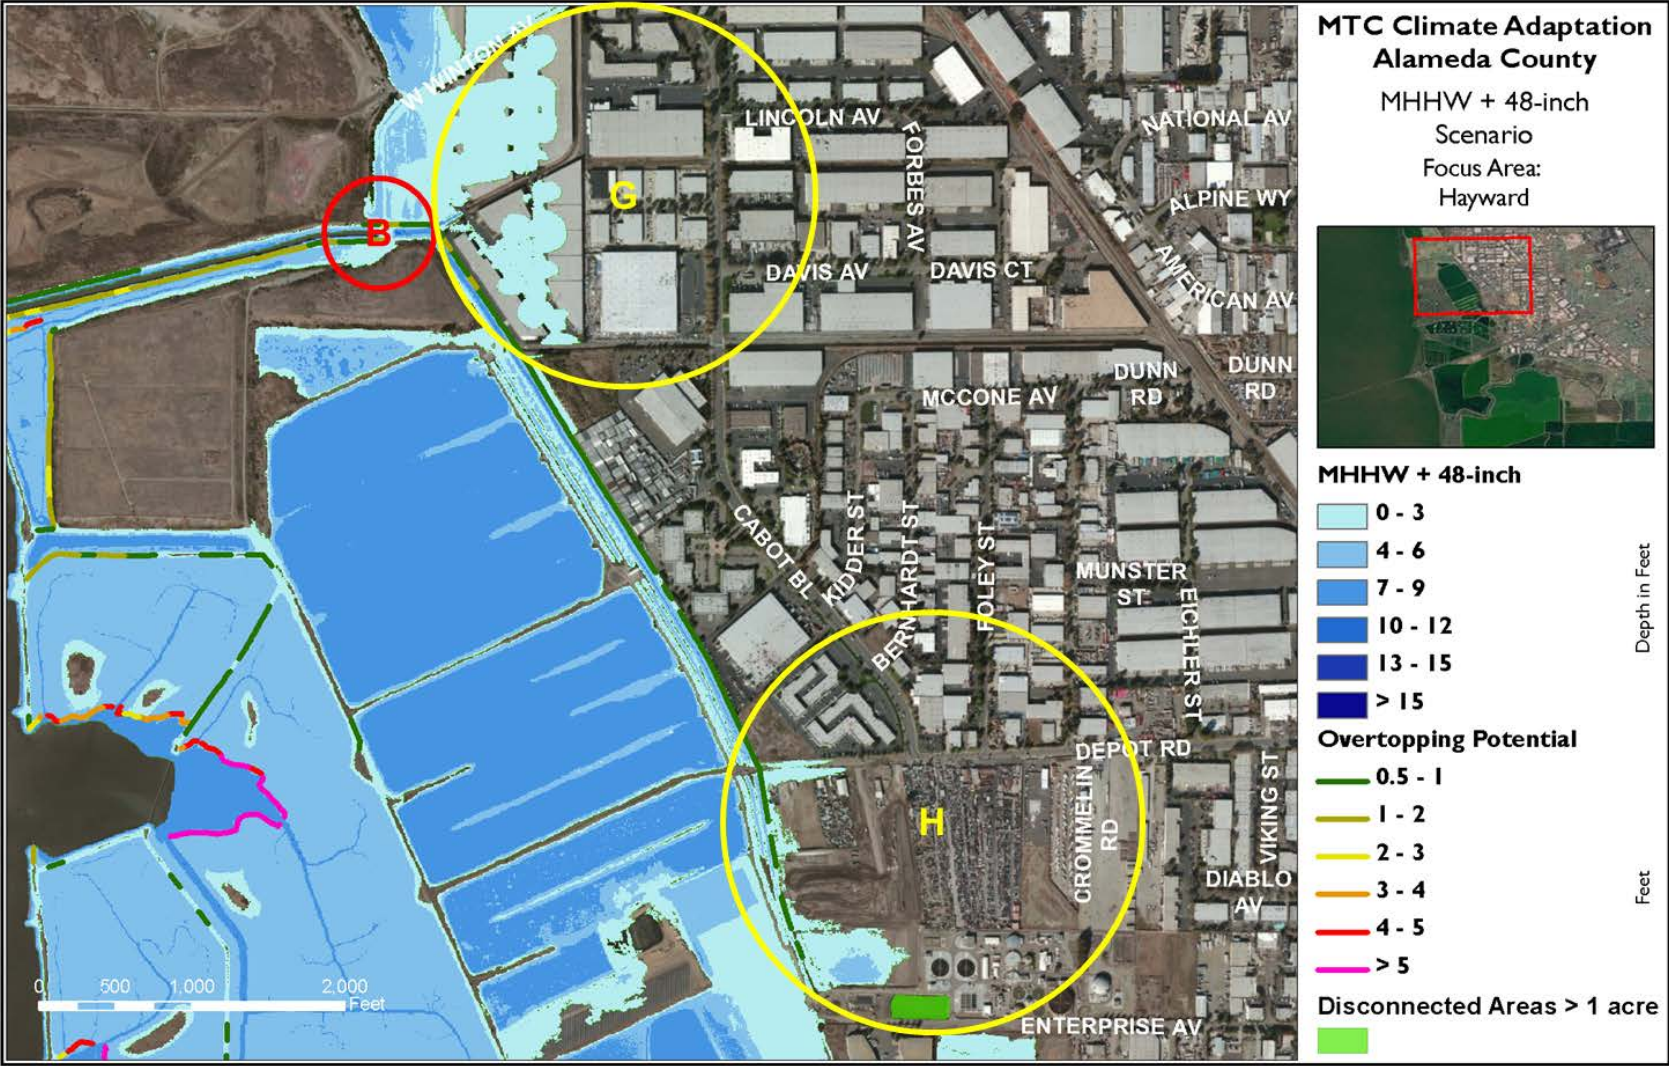 W WINTON AV
LINCOLN AV
NATIONAL AV
FORBES AV
G
ALPINE WY
B
DAVIS AV
DAVIS CT
AMERICAN AV
MCCONE AV
DUNN
RD
DUNN
RD
CABOT BL
KIDDER ST
BERNHARDT ST
FOLEY ST
MUNSTER
ST
EICHLER ST
DEPOT RD
H
CROMMELIN
RD
VIKING ST
DIABLO
AV
ENTERPRISE AV
0 500 1,000 2,000
Feet
MTC Climate Adaptation
Alameda County
MHHW + 48-inch
Scenario
Focus Area:
Hayward
MHHW + 48-inch
0 - 3
4 - 6
7 - 9
10 - 12
13 - 15
> 15
Depth in Feet
Overtopping Potential
0.5 - 1
1 - 2
2 - 3
3 - 4
4 - 5
> 5
Feet
Disconnected Areas > 1 acre